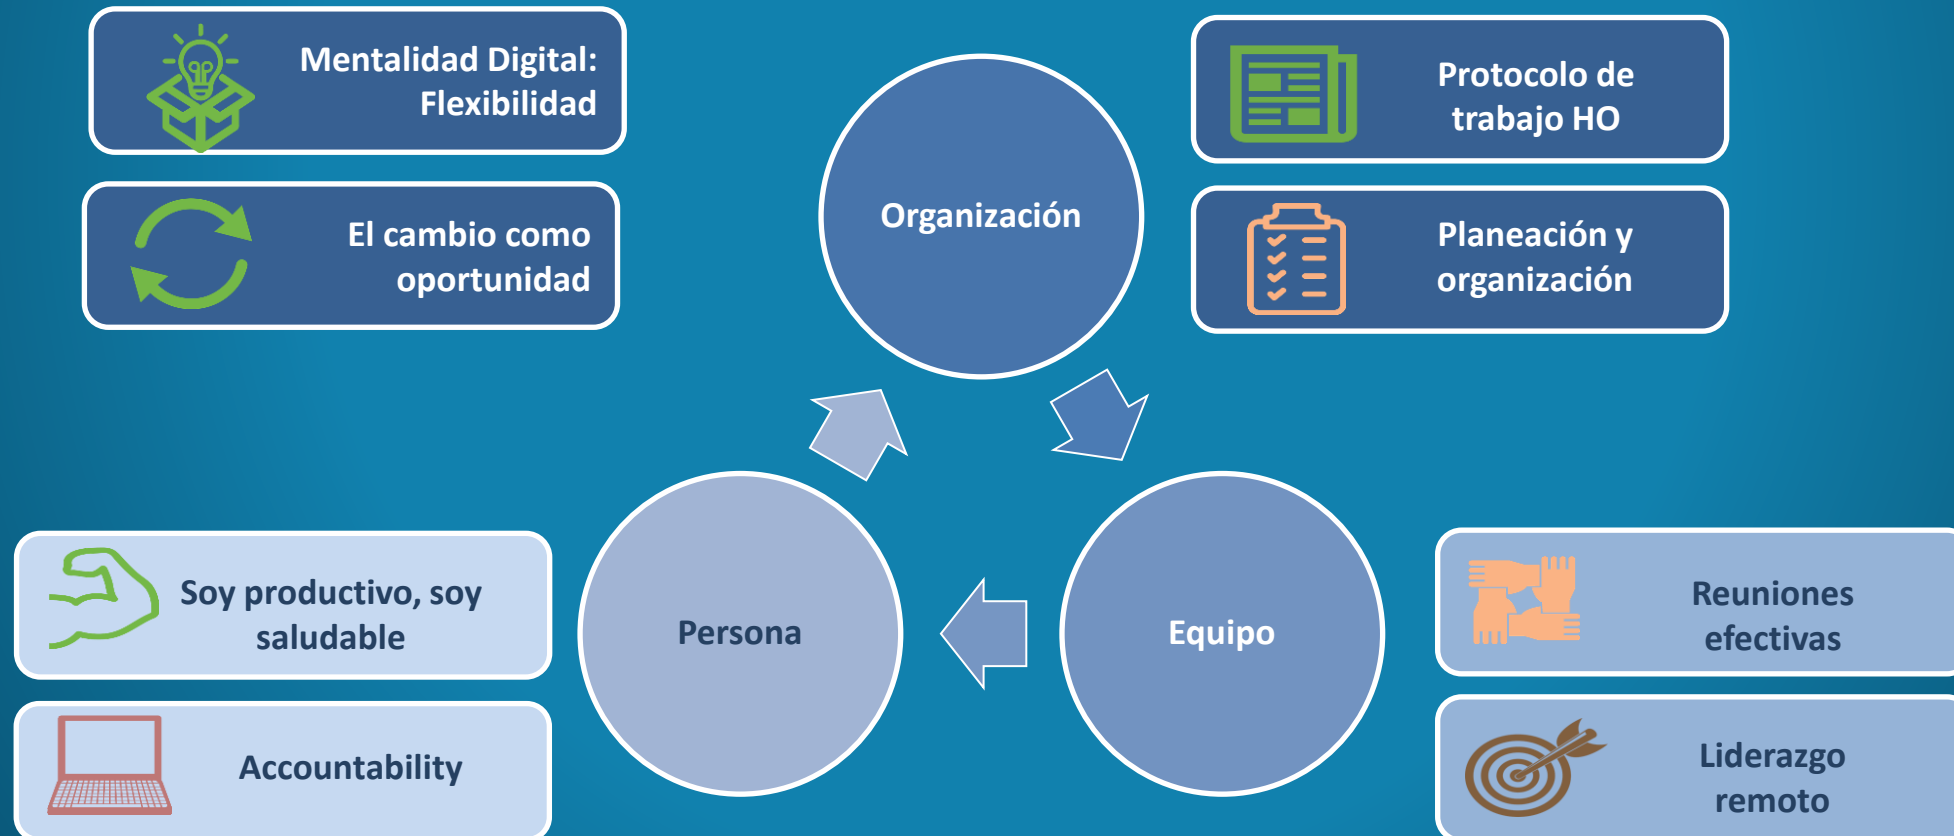 Mentalidad Digital:
Flexibilidad
El cambio como
oportunidad
Organización
Protocolo de
trabajo HO
Planeación y
organización
Soy productivo, soy
saludable
Accountability
Persona
Equipo
Reuniones
efectivas
Liderazgo
remoto